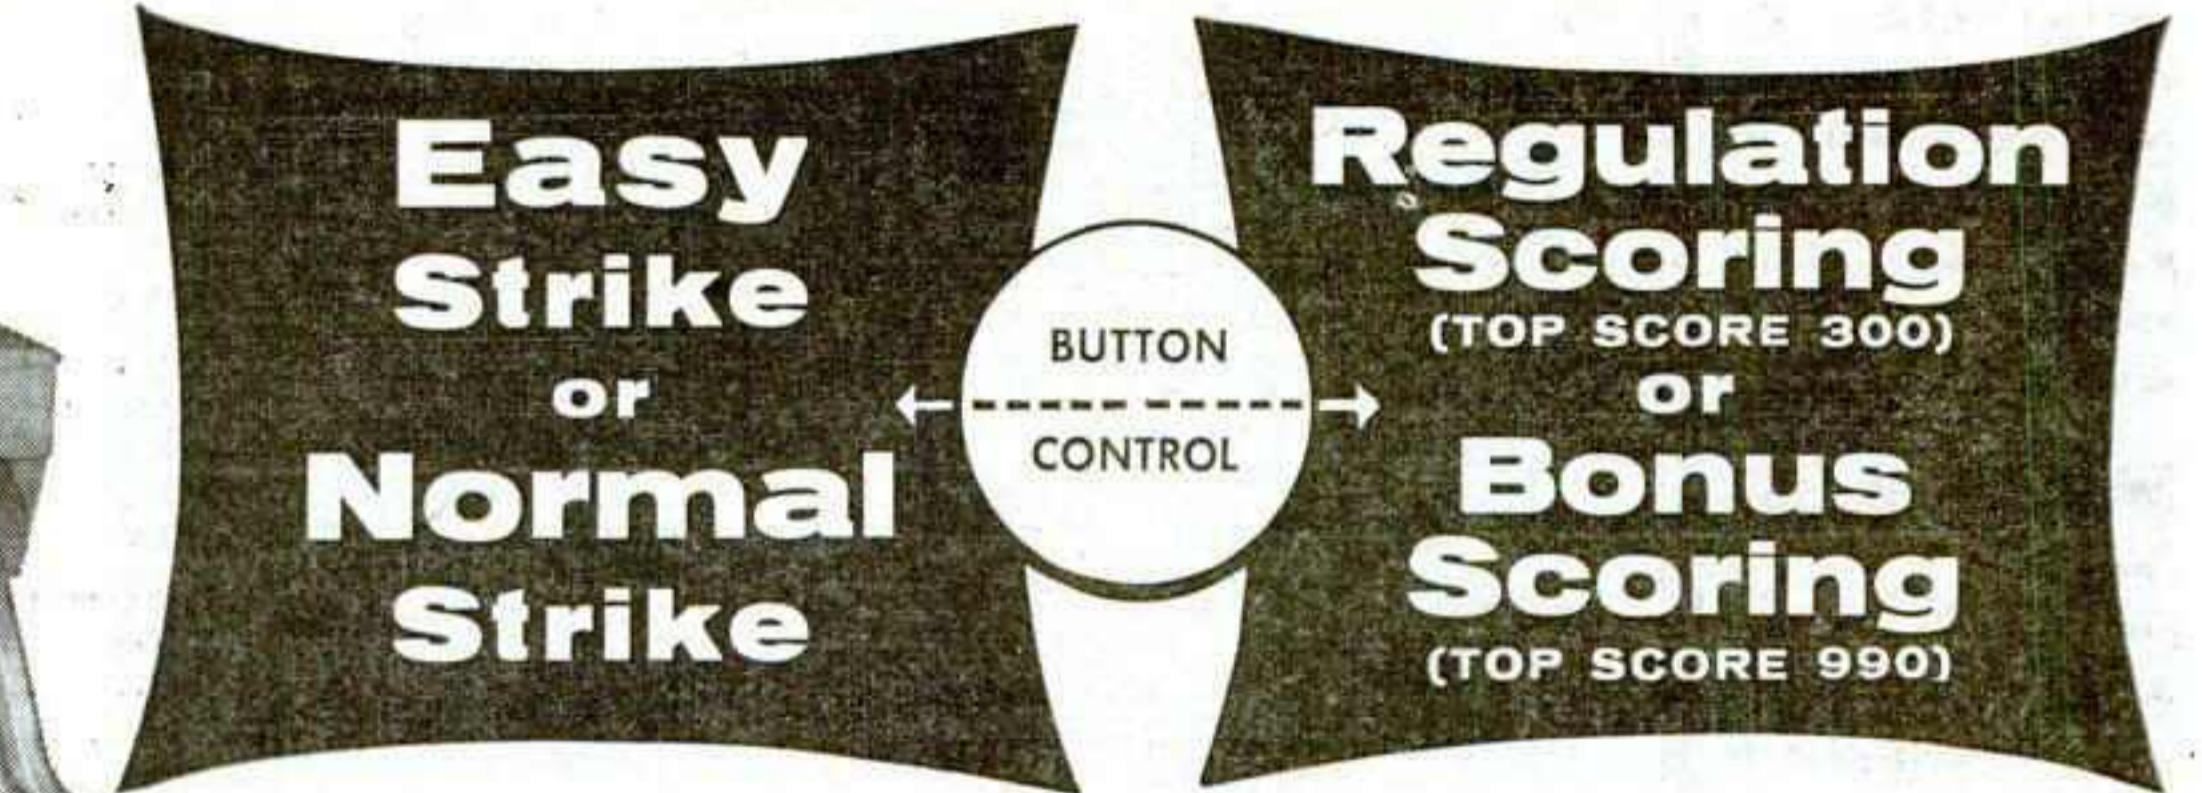 Easy
Strike
or
Normal
Strike
BUTTON
CONTROL
Regulation
Scoring
(TOP SCORE 300)
or
Bonus
Scoring
(TOP SCORE 990)